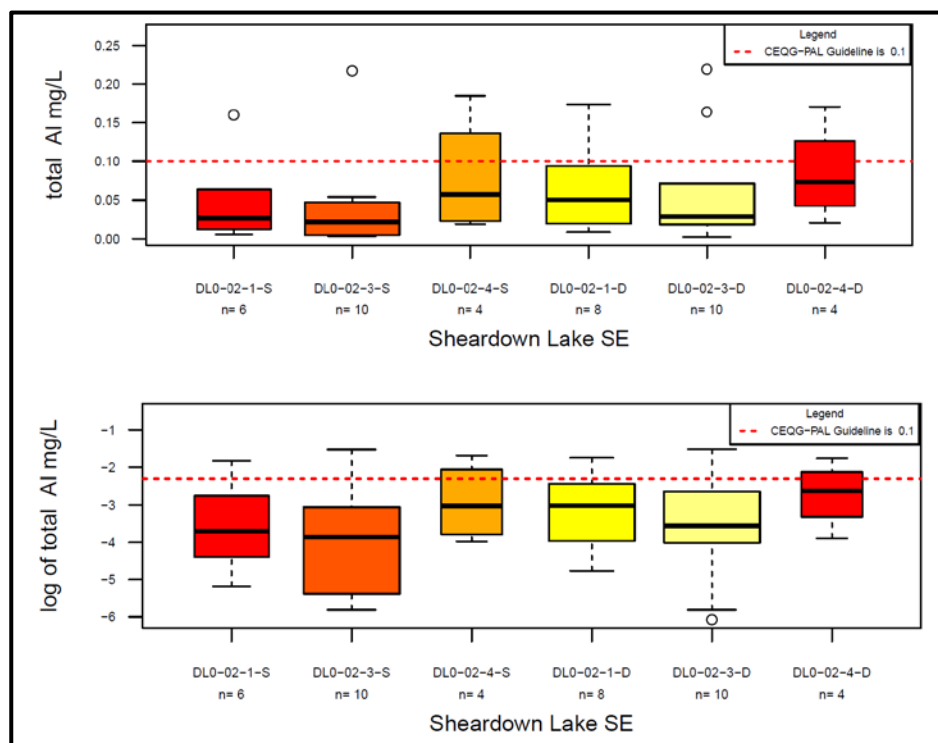 Legend
CEQG-PAL Guideline is 0.1
total Al mg/L
0.25
0.20
0.15
0.10
0.05
0.00
DL0-02-1-S DL0-02-3-S DL0-02-4-S DL0-02-1-D DL0-02-3-D DL0-02-4-D
n= 6 n= 10 n= 4 n= 8 n= 10 n= 4
Sheardown Lake SE
Legend
CEQG-PAL Guideline is 0.1
log of total Al mg/L
-1
-2
-3
-4
-5
-6
DL0-02-1-S DL0-02-3-S DL0-02-4-S DL0-02-1-D DL0-02-3-D DL0-02-4-D
n= 6 n= 10 n= 4 n= 8 n= 10 n= 4
Sheardown Lake SE